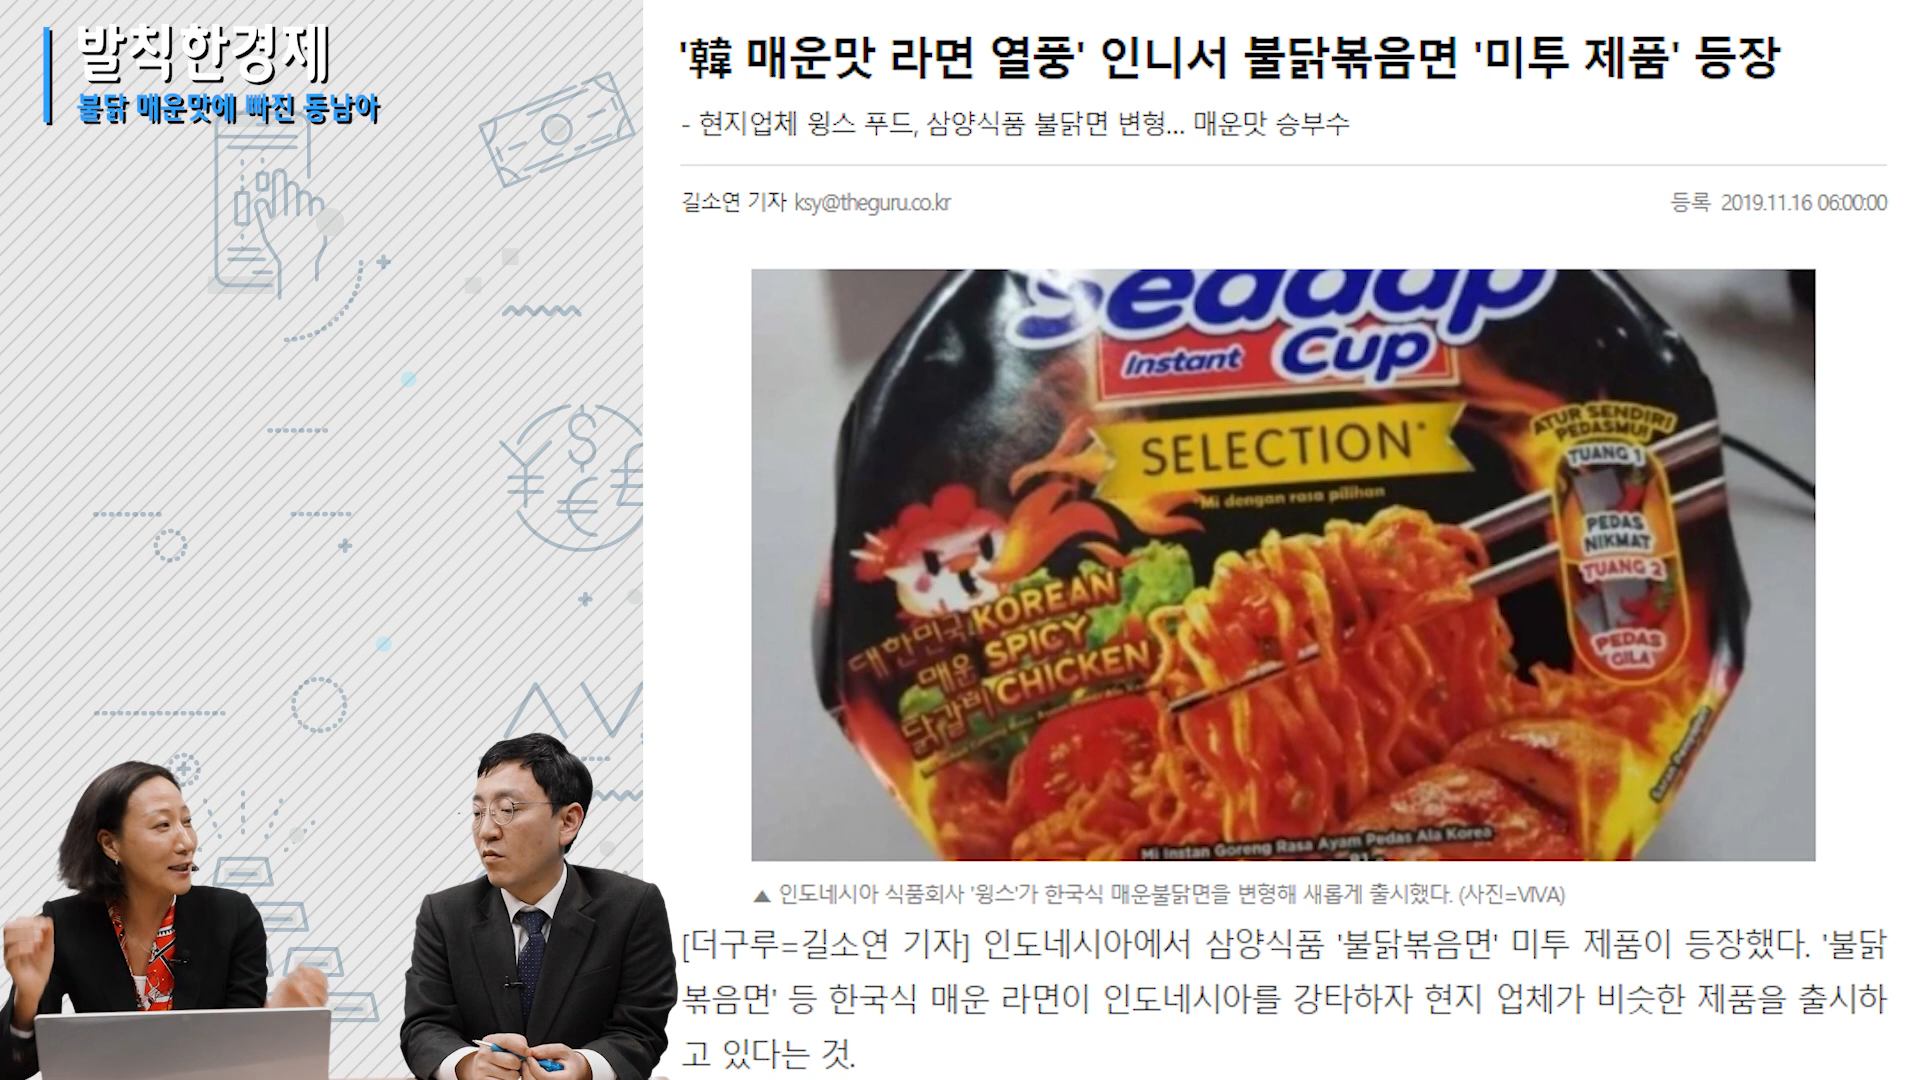 발칙한경제
불닭 매운맛에 빠진 동남아
'韓 매운맛 라면 열풍' 인니서 불닭볶음면 '미투 제품' 등장
- 현지업체 윙스 푸드, 삼양식품 불닭면 변형... 매운맛 승부수
길소연 기자 ksy@theguru.co.kr
등록 2019.11.16 06:00:00
Sedaap
Instant Cup
SELECTION*
*Mi dengan rasa pilihan
ATUR SENDIRI
PEDASMU!
TUANG 1
PEDAS
NIKMAT
TUANG 2
PEDAS
GILA
대한민국 KOREAN
매운 SPICY
닭갈비 CHICKEN
Saran Penyajian
Mi Instan Goreng Rasa Ayam Pedas Ala Korea
▲ 인도네시아 식품회사 '윙스'가 한국식 매운불닭면을 변형해 새롭게 출시했다. (사진=VIVA)
[더구루=길소연 기자] 인도네시아에서 삼양식품 '불닭볶음면' 미투 제품이 등장했다. '불닭
볶음면' 등 한국식 매운 라면이 인도네시아를 강타하자 현지 업체가 비슷한 제품을 출시하
고 있다는 것.